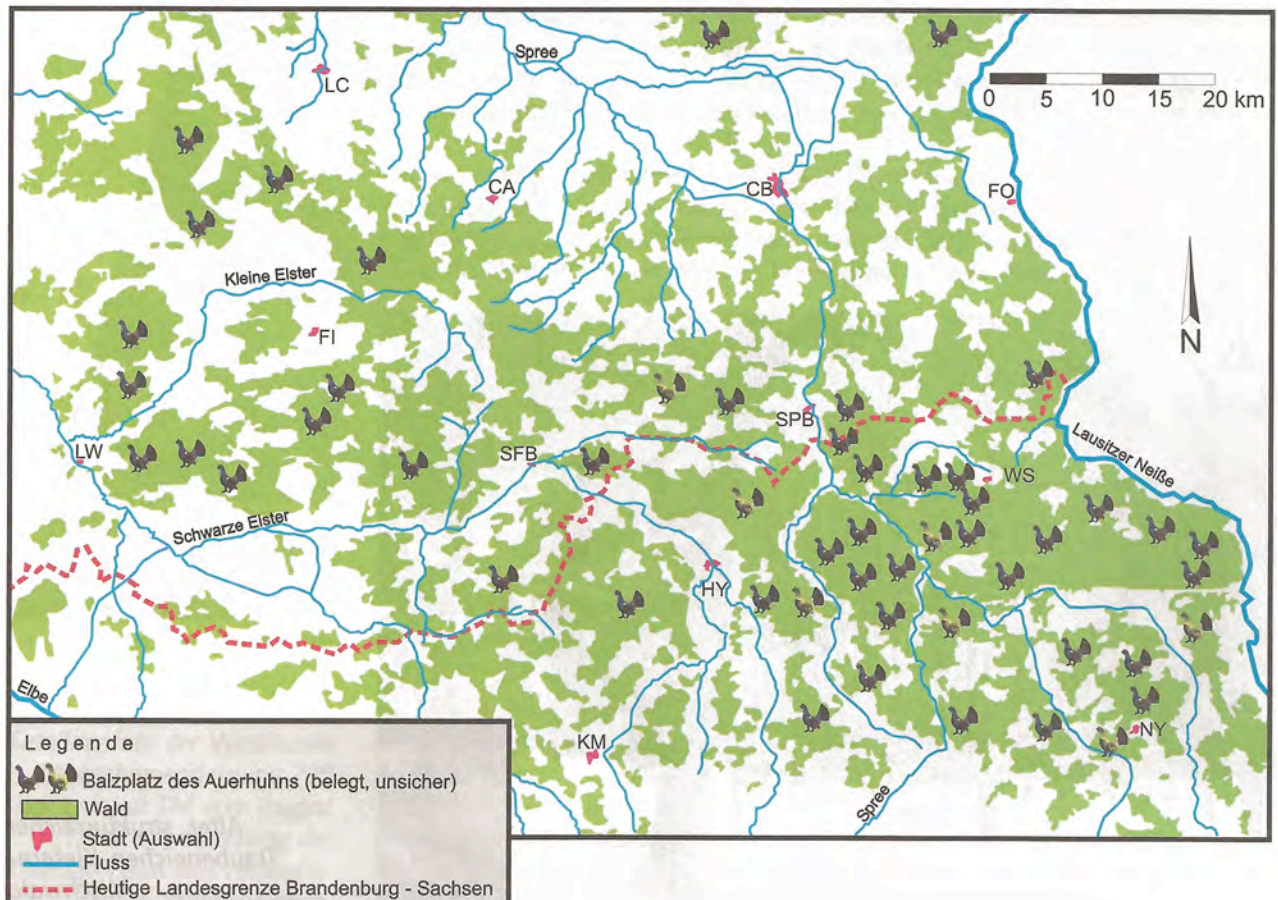 Spree
LC
0 5 10 15 20 km
CA
CB
FO
Kleine Elster
FI
N
SPB
LW
SFB
WS
Lausitzer Neiße
Schwarze Elster
HY
Elbe
KM
NY
Spree
Legende
Balzplatz des Auerhuhns (belegt, unsicher)
Wald
Stadt (Auswahl)
Fluss
Heutige Landesgrenze Brandenburg - Sachsen